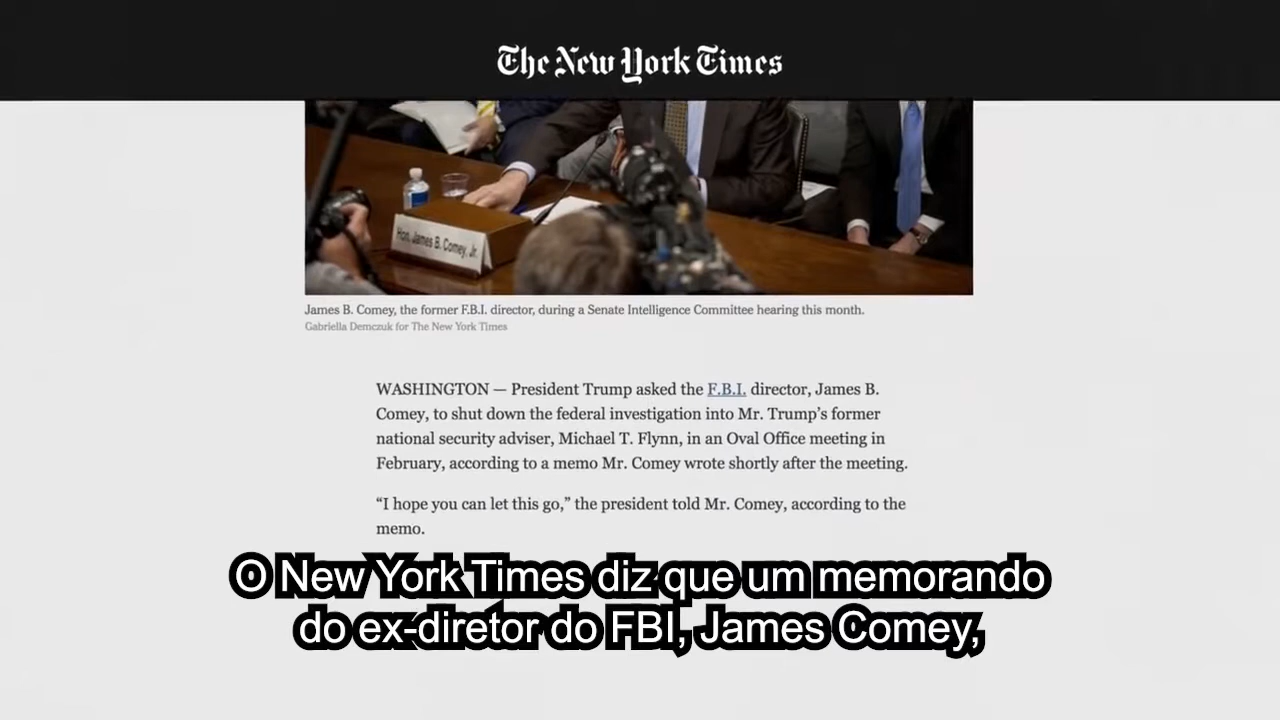 The New York Times
Hon. James B. Comey, Jr.
James B. Comey, the former F.B.I. director, during a Senate Intelligence Committee hearing this month.
Gabriella Demczuk for The New York Times
WASHINGTON — President Trump asked the F.B.I. director, James B.
Comey, to shut down the federal investigation into Mr. Trump’s former
national security adviser, Michael T. Flynn, in an Oval Office meeting in
February, according to a memo Mr. Comey wrote shortly after the meeting.
“I hope you can let this go,” the president told Mr. Comey, according to the
memo.
O New York Times diz que um memorando
do ex-diretor do FBI, James Comey,